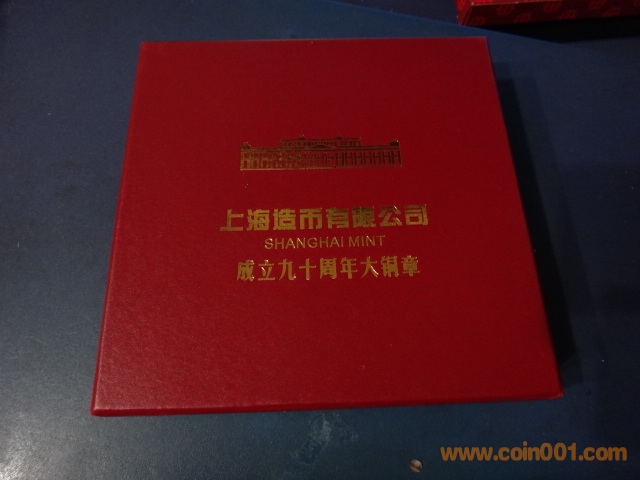 上海造币有限公司
SHANGHAI MINT
成立九十周年大铜章
www.coin001.com